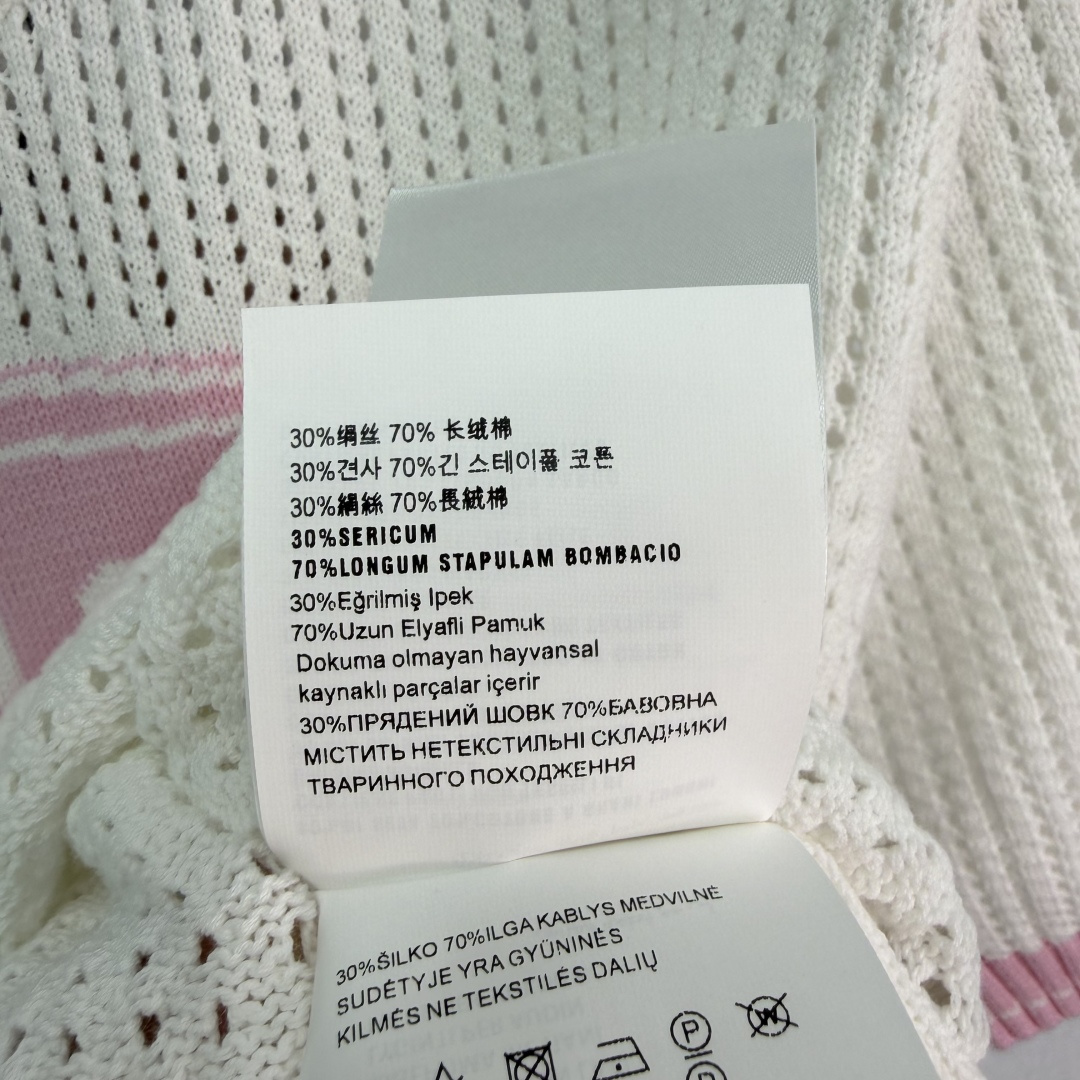 30%绢丝 70% 长绒棉
30%견사 70%긴 스테이플 코튼
30%絹絲 70%長絨棉
30%SERICUM
70%LONGUM STAPULAM BOMBACIO
30%Eğrilmiş Ipek
70%Uzun Elyafli Pamuk
Dokuma olmayan hayvansal
kaynaklı parçalar içerir
30%ПРЯДЕНИЙ ШОВК 70%БАВОВНА
МІСТИТЬ НЕТЕКСТИЛЬНІ СКЛАДНИКИ
ТВАРИННОГО ПОХОДЖЕННЯ
30%ŠILKO 70%ILGA KABLYS MEDVILNĖ
SUDĖTYJE YRA GYŪNINĖS
KILMĖS NE TEKSTILĖS DALIŲ
P W